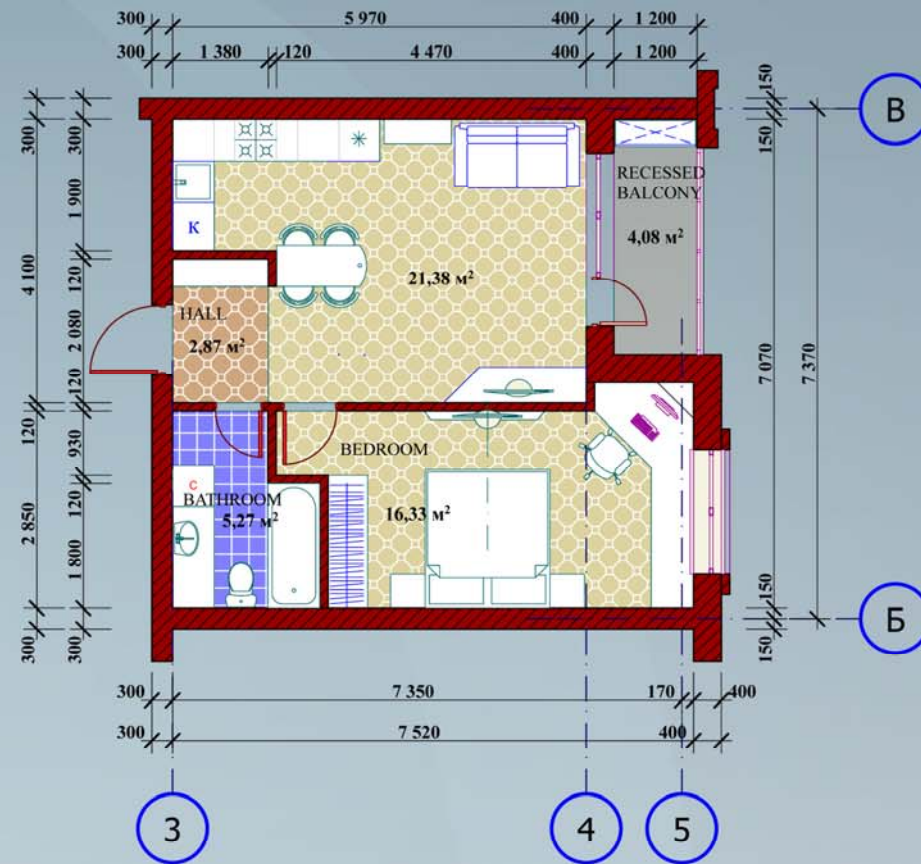 300 5 970 400 1 200
300 1 380 120 4 470 400 1 200
150
В
300 300 150
RECESSED
BALCONY
1 900
К
4,08 м²
4 100
21,38 м²
120
HALL
2,87 м²
2 080
7 070 7 370
120
120
930
BEDROOM
С
BATHROOM
5,27 м²
16,33 м²
120
2 850
1 800
150
Б
300 300 150
300 7 350 170 400
300 7 520 400
3 4 5